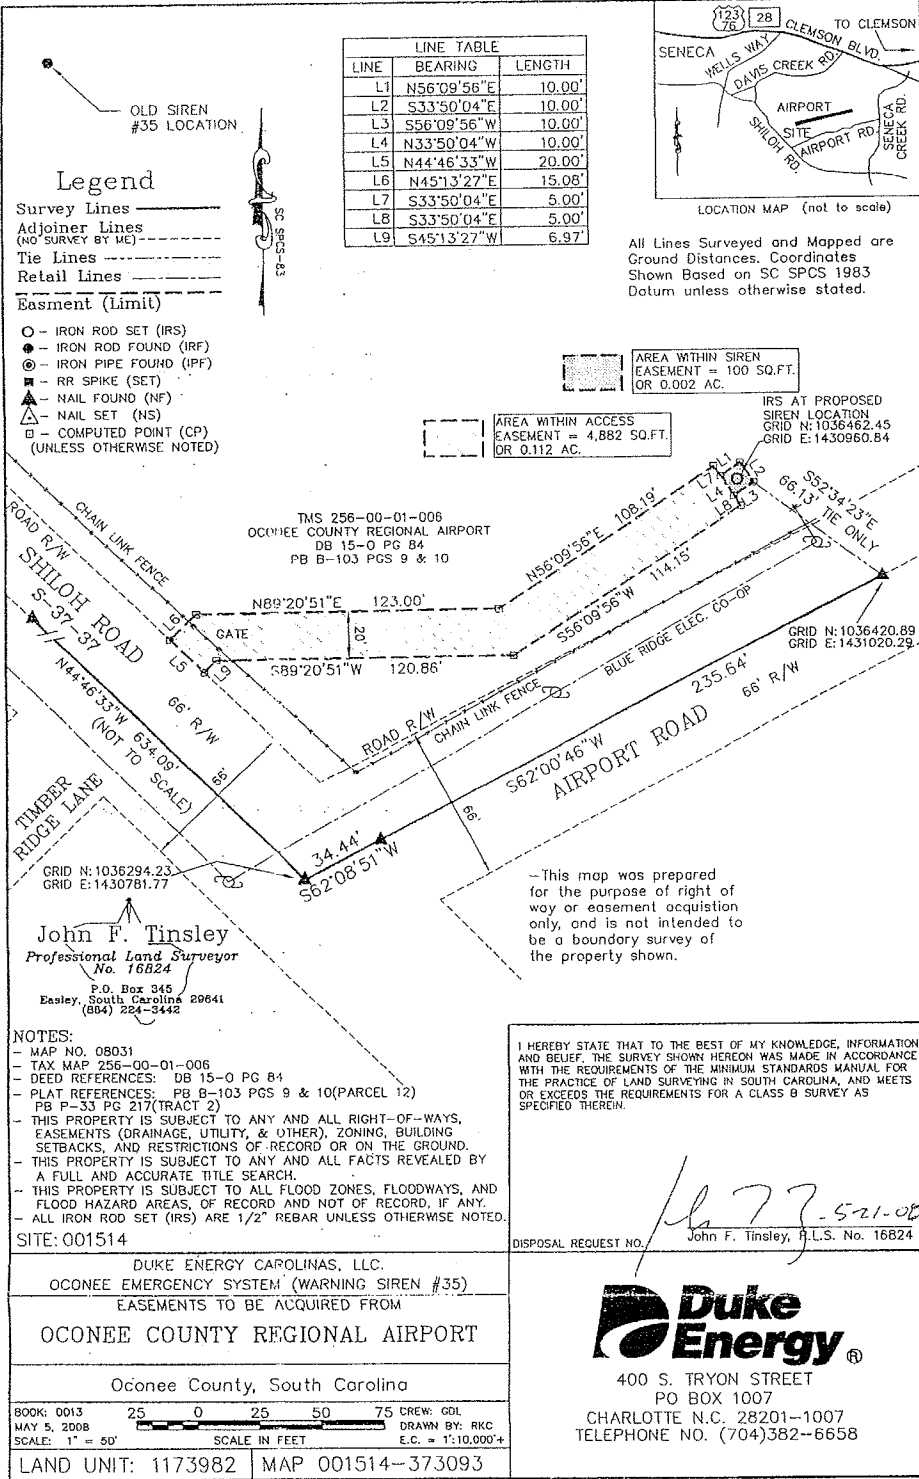 OLD SIREN
#35 LOCATION
SC SPCS-83
LINE TABLE
LINE BEARING LENGTH
L1 N56°09'56"E 10.00'
L2 S33°50'04"E 10.00'
L3 S56°09'56"W 10.00'
L4 N33°50'04"W 10.00'
L5 N44°46'33"W 20.00'
L6 N45°13'27"E 15.08'
L7 S33°50'04"E 5.00'
L8 S33°50'04"E 5.00'
L9 S45°13'27"W 6.97'
123
76
28
TO CLEMSON
CLEMSON BLVD.
SENECA
WELLS WAY
DAVIS CREEK RD.
AIRPORT
SITE
AIRPORT RD.
SHILOH RD.
SENECA
CREEK RD.
LOCATION MAP (not to scale)
All Lines Surveyed and Mapped are
Ground Distances. Coordinates
Shown Based on SC SPCS 1983
Datum unless otherwise stated.
Legend
Survey Lines
Adjoiner Lines
(NO SURVEY BY ME)
Tie Lines
Retail Lines
Easment (Limit)
- IRON ROD SET (IRS)
- IRON ROD FOUND (IRF)
- IRON PIPE FOUND (IPF)
- RR SPIKE (SET)
- NAIL FOUND (NF)
- NAIL SET (NS)
- COMPUTED POINT (CP)
(UNLESS OTHERWISE NOTED)
AREA WITHIN SIREN
EASEMENT = 100 SQ.FT.
OR 0.002 AC.
AREA WITHIN ACCESS
EASEMENT = 4,882 SQ.FT.
OR 0.112 AC.
IRS AT PROPOSED
SIREN LOCATION
GRID N:1036462.45
GRID E:1430960.84
L1
L2
L7
L4
L8
L3
S52°34'23"E
66.13' TIE ONLY
TMS 256-00-01-006
OCONEE COUNTY REGIONAL AIRPORT
DB 15-O PG 84
PB B-103 PGS 9 & 10
CHAIN LINK FENCE
ROAD R/W
SHILOH ROAD
S-37-37
N56°09'56"E 108.19'
S56°09'56"W 114.15'
N89°20'51"E 123.00'
GATE
20'
S89°20'51"W 120.86'
L6
L5
L9
66' R/W
N44°46'33"W 634.09'
(NOT TO SCALE)
66'
BLUE RIDGE ELEC. CO-OP
ROAD R/W
CHAIN LINK FENCE
GRID N:1036420.89
GRID E:1431020.29
235.64'
S62°00'46"W
66' R/W
AIRPORT ROAD
66'
TIMBER
RIDGE LANE
34.44'
S62°08'51"W
GRID N:1036294.23
GRID E:1430781.77
-This map was prepared
for the purpose of right of
way or easement acquistion
only, and is not intended to
be a boundary survey of
the property shown.
John F. Tinsley
Professional Land Surveyor
No. 16824
P.O. Box 345
Easley, South Carolina 29641
(864) 224-3442
NOTES:
- MAP NO. 08031
- TAX MAP 256-00-01-006
- DEED REFERENCES: DB 15-O PG 84
- PLAT REFERENCES: PB B-103 PGS 9 & 10(PARCEL 12)
PB P-33 PG 217(TRACT 2)
- THIS PROPERTY IS SUBJECT TO ANY AND ALL RIGHT-OF-WAYS,
EASEMENTS (DRAINAGE, UTILITY, & OTHER), ZONING, BUILDING
SETBACKS, AND RESTRICTIONS OF RECORD OR ON THE GROUND.
- THIS PROPERTY IS SUBJECT TO ANY AND ALL FACTS REVEALED BY
A FULL AND ACCURATE TITLE SEARCH.
- THIS PROPERTY IS SUBJECT TO ALL FLOOD ZONES, FLOODWAYS, AND
FLOOD HAZARD AREAS, OF RECORD AND NOT OF RECORD, IF ANY.
- ALL IRON ROD SET (IRS) ARE 1/2" REBAR UNLESS OTHERWISE NOTED.
SITE: 001514
I HEREBY STATE THAT TO THE BEST OF MY KNOWLEDGE, INFORMATION
AND BELIEF, THE SURVEY SHOWN HEREON WAS MADE IN ACCORDANCE
WITH THE REQUIREMENTS OF THE MINIMUM STANDARDS MANUAL FOR
THE PRACTICE OF LAND SURVEYING IN SOUTH CAROLINA, AND MEETS
OR EXCEEDS THE REQUIREMENTS FOR A CLASS B SURVEY AS
SPECIFIED THEREIN.
5-21-08
DISPOSAL REQUEST NO.
John F. Tinsley, P.L.S. No. 16824
DUKE ENERGY CAROLINAS, LLC.
OCONEE EMERGENCY SYSTEM (WARNING SIREN #35)
EASEMENTS TO BE ACQUIRED FROM
OCONEE COUNTY REGIONAL AIRPORT
Oconee County, South Carolina
BOOK: 0013
MAY 5, 2008
SCALE: 1" = 50'
25 0 25 50 75
SCALE IN FEET
CREW: GDL
DRAWN BY: RKC
E.C. = 1':10,000'+
LAND UNIT: 1173982 MAP 001514-373093
Duke
Energy®
400 S. TRYON STREET
PO BOX 1007
CHARLOTTE N.C. 28201-1007
TELEPHONE NO. (704)382-6658